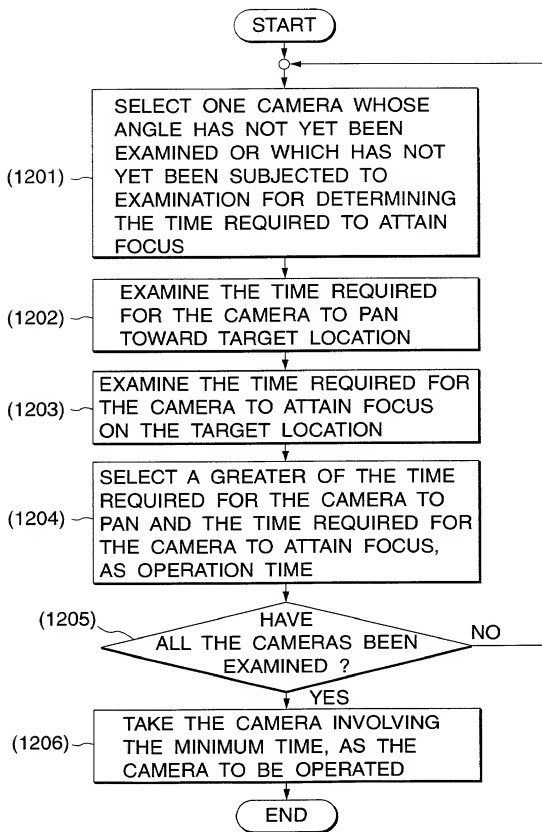 START
SELECT ONE CAMERA WHOSE
ANGLE HAS NOT YET BEEN
EXAMINED OR WHICH HAS NOT
YET BEEN SUBJECTED TO
EXAMINATION FOR DETERMINING
THE TIME REQUIRED TO ATTAIN
FOCUS
(1201)
EXAMINE THE TIME REQUIRED
FOR THE CAMERA TO PAN
TOWARD TARGET LOCATION
(1202)
EXAMINE THE TIME REQUIRED FOR
THE CAMERA TO ATTAIN FOCUS
ON THE TARGET LOCATION
(1203)
SELECT A GREATER OF THE TIME
REQUIRED FOR THE CAMERA TO
PAN AND THE TIME REQUIRED FOR
THE CAMERA TO ATTAIN FOCUS,
AS OPERATION TIME
(1204)
(1205)
HAVE
ALL THE CAMERAS BEEN
EXAMINED ?
NO
YES
TAKE THE CAMERA INVOLVING
THE MINIMUM TIME, AS THE
CAMERA TO BE OPERATED
(1206)
END